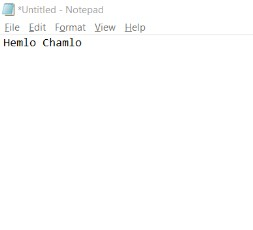 *Untitled - Notepad
File Edit Format View Help
Hemlo Chamlo